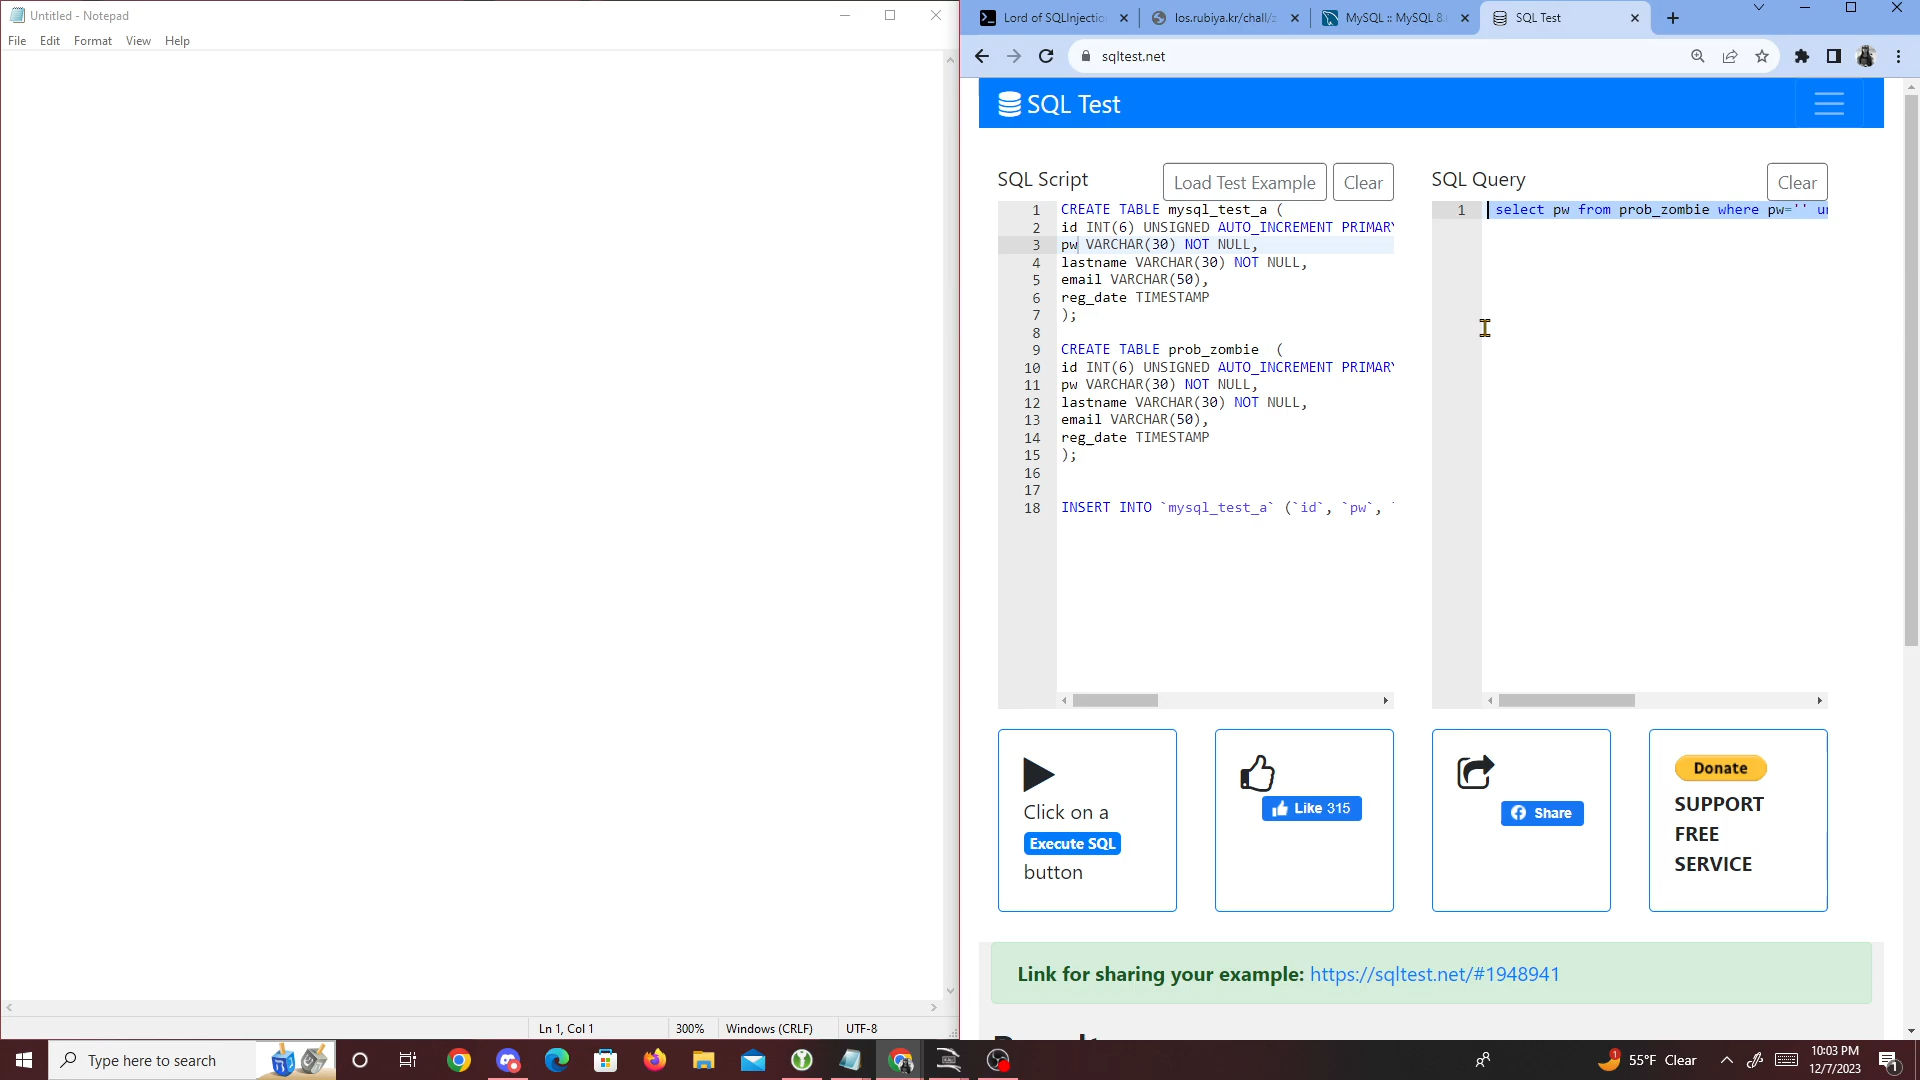 Untitled - Notepad
File Edit Format View Help
Ln 1, Col 1 300% Windows (CRLF) UTF-8
Lord of SQLInjectio
los.rubiya.kr/chall/z
MySQL :: MySQL 8.
SQL Test
sqltest.net
SQL Test
SQL Script
Load Test Example
Clear
1 CREATE TABLE mysql_test_a (
2 id INT(6) UNSIGNED AUTO_INCREMENT PRIMARY
3 pw VARCHAR(30) NOT NULL,
4 lastname VARCHAR(30) NOT NULL,
5 email VARCHAR(50),
6 reg_date TIMESTAMP
7 );
8
9 CREATE TABLE prob_zombie (
10 id INT(6) UNSIGNED AUTO_INCREMENT PRIMARY
11 pw VARCHAR(30) NOT NULL,
12 lastname VARCHAR(30) NOT NULL,
13 email VARCHAR(50),
14 reg_date TIMESTAMP
15 );
16
17
18 INSERT INTO `mysql_test_a` (`id`, `pw`, `
SQL Query
Clear
1 select pw from prob_zombie where pw='' u
Click on a
Execute SQL
button
Like 315
Share
Donate
SUPPORT
FREE
SERVICE
Link for sharing your example: https://sqltest.net/#1948941
Type here to search
1
55°F Clear
10:03 PM
12/7/2023
1